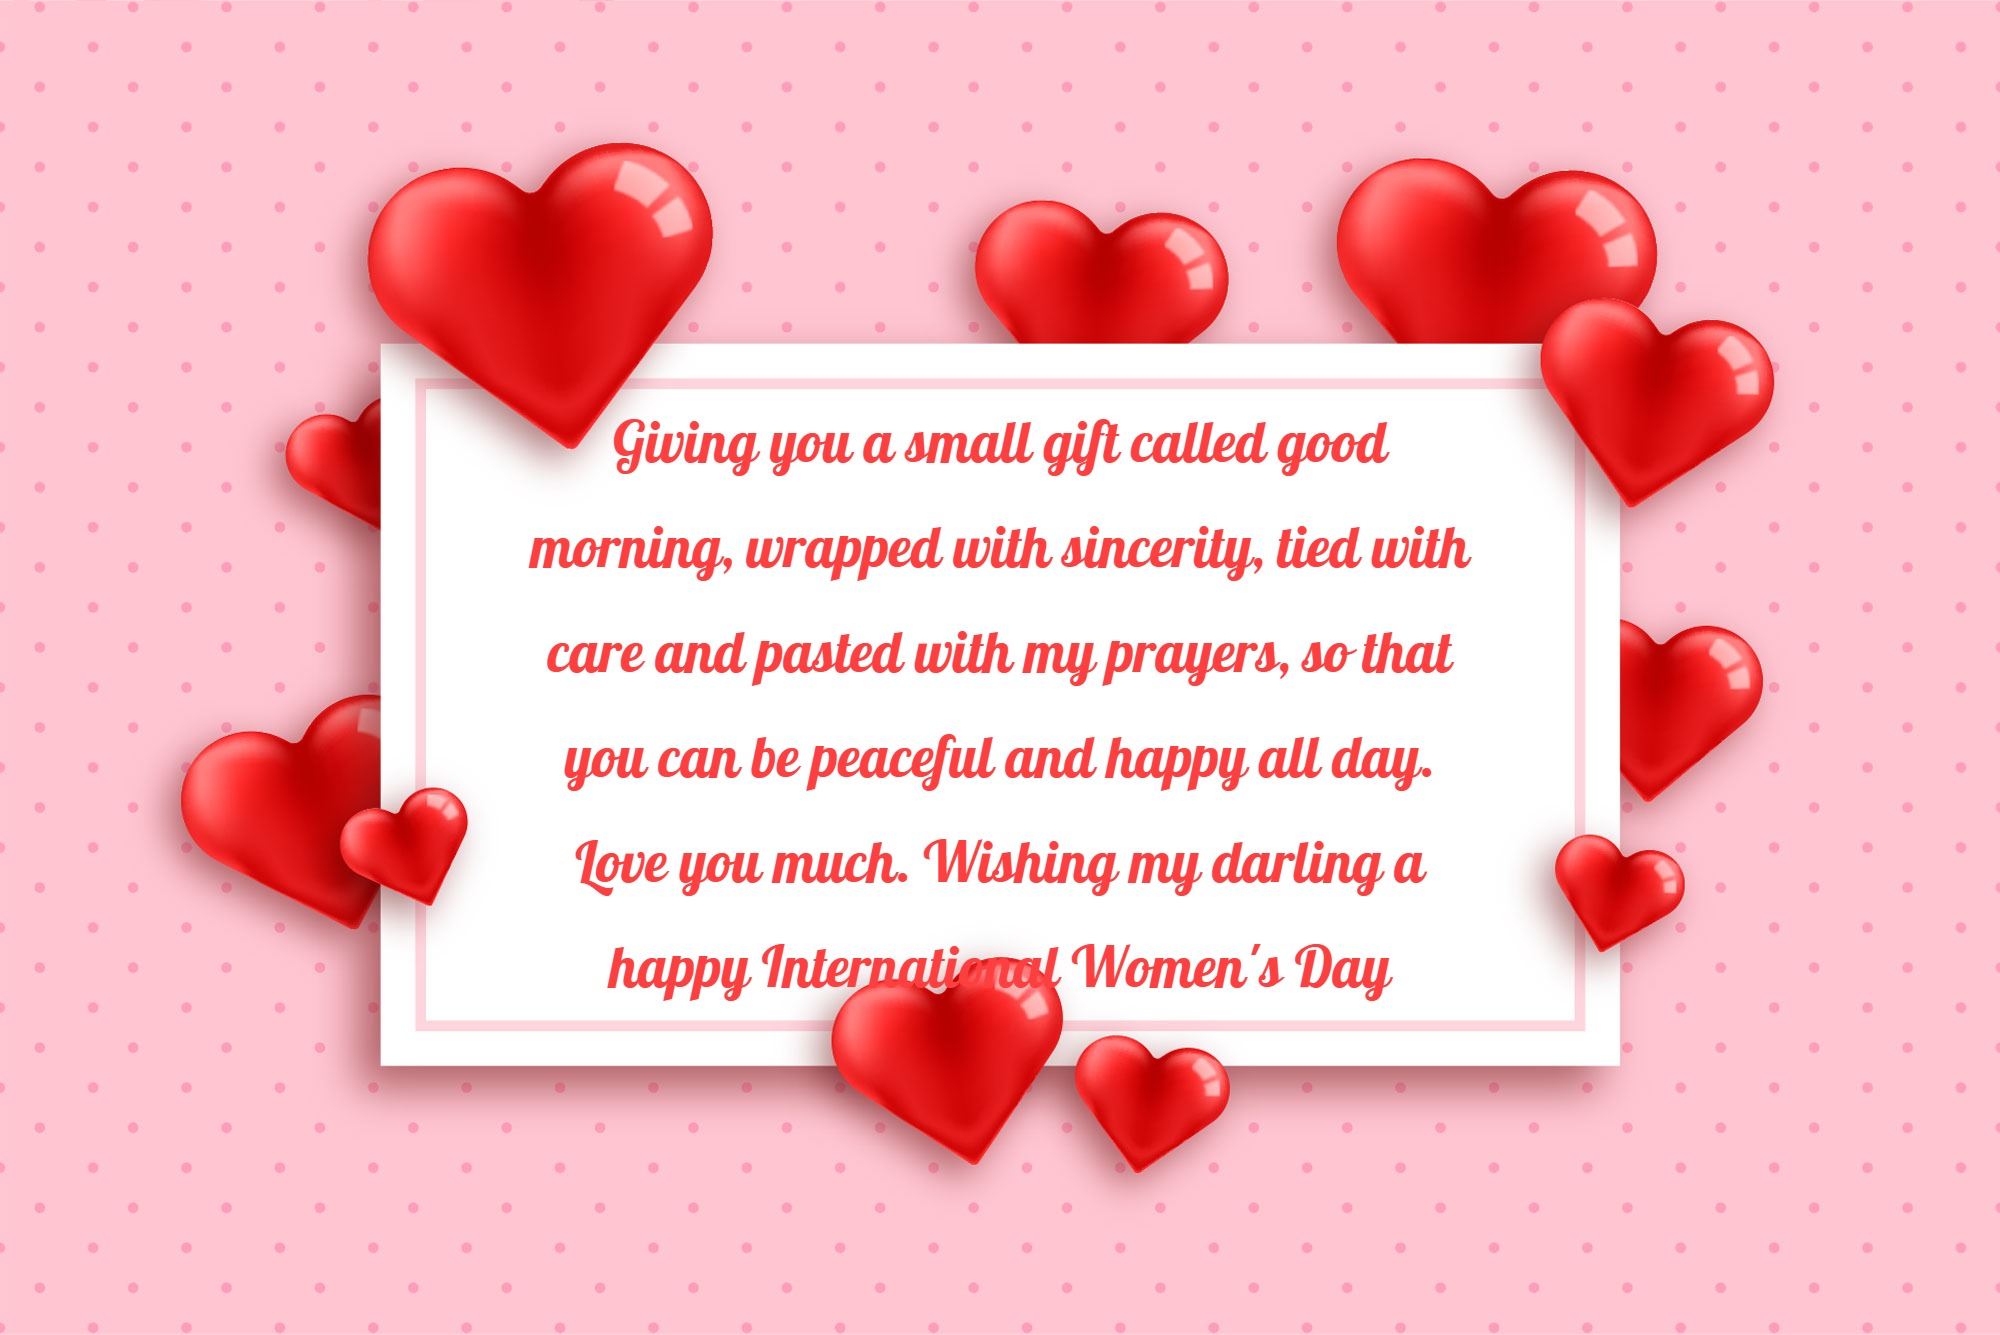 Giving you a small gift called good
morning, wrapped with sincerity, tied with
care and pasted with my prayers, so that
you can be peaceful and happy all day.
Love you much. Wishing my darling a
happy International Women's Day